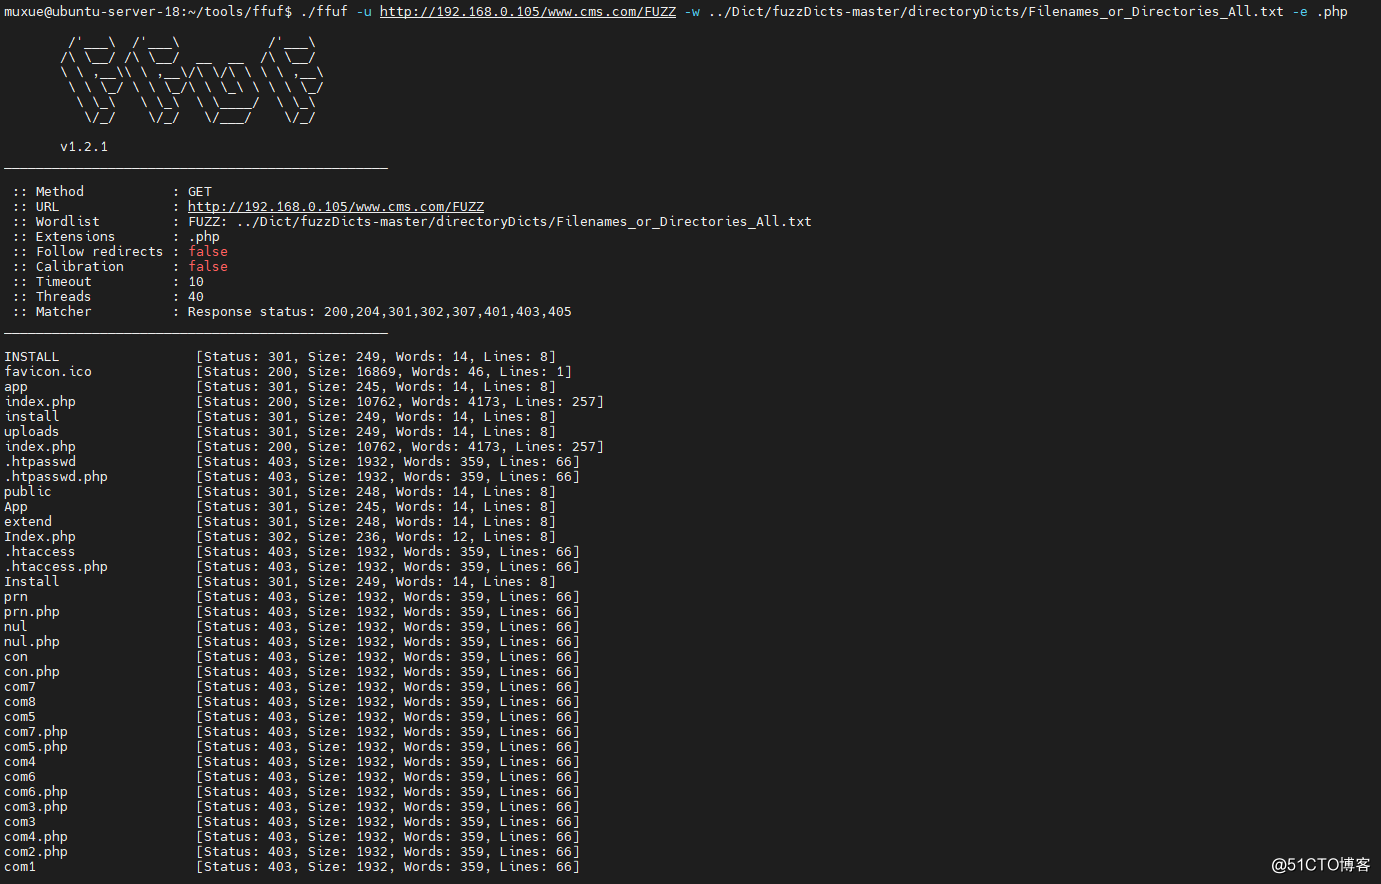 muxue@ubuntu-server-18:~/tools/ffuf$ ./ffuf -u http://192.168.0.105/www.cms.com/FUZZ -w ../Dict/fuzzDicts-master/directoryDicts/Filenames_or_Directories_All.txt -e .php
        /'___\  /'___\           /'___\
       /\ \__/ /\ \__/  __  __  /\ \__/
       \ \ ,__\\ \ ,__\/\ \/\ \ \ \ ,__\
        \ \ \_/ \ \ \_/\ \ \_\ \ \ \ \_/
         \ \_\   \ \_\  \ \____/  \ \_\
          \/_/    \/_/   \/___/    \/_/
       v1.2.1
________________________________________________
 :: Method           : GET
 :: URL              : http://192.168.0.105/www.cms.com/FUZZ
 :: Wordlist         : FUZZ: ../Dict/fuzzDicts-master/directoryDicts/Filenames_or_Directories_All.txt
 :: Extensions       : .php
 :: Follow redirects : false
 :: Calibration      : false
 :: Timeout          : 10
 :: Threads          : 40
 :: Matcher          : Response status: 200,204,301,302,307,401,403,405
________________________________________________
INSTALL                 [Status: 301, Size: 249, Words: 14, Lines: 8]
favicon.ico             [Status: 200, Size: 16869, Words: 46, Lines: 1]
app                     [Status: 301, Size: 245, Words: 14, Lines: 8]
index.php               [Status: 200, Size: 10762, Words: 4173, Lines: 257]
install                 [Status: 301, Size: 249, Words: 14, Lines: 8]
uploads                 [Status: 301, Size: 249, Words: 14, Lines: 8]
index.php               [Status: 200, Size: 10762, Words: 4173, Lines: 257]
.htpasswd               [Status: 403, Size: 1932, Words: 359, Lines: 66]
.htpasswd.php           [Status: 403, Size: 1932, Words: 359, Lines: 66]
public                  [Status: 301, Size: 248, Words: 14, Lines: 8]
App                     [Status: 301, Size: 245, Words: 14, Lines: 8]
extend                  [Status: 301, Size: 248, Words: 14, Lines: 8]
Index.php               [Status: 302, Size: 236, Words: 12, Lines: 8]
.htaccess               [Status: 403, Size: 1932, Words: 359, Lines: 66]
.htaccess.php           [Status: 403, Size: 1932, Words: 359, Lines: 66]
Install                 [Status: 301, Size: 249, Words: 14, Lines: 8]
prn                     [Status: 403, Size: 1932, Words: 359, Lines: 66]
prn.php                 [Status: 403, Size: 1932, Words: 359, Lines: 66]
nul                     [Status: 403, Size: 1932, Words: 359, Lines: 66]
nul.php                 [Status: 403, Size: 1932, Words: 359, Lines: 66]
con                     [Status: 403, Size: 1932, Words: 359, Lines: 66]
con.php                 [Status: 403, Size: 1932, Words: 359, Lines: 66]
com7                    [Status: 403, Size: 1932, Words: 359, Lines: 66]
com8                    [Status: 403, Size: 1932, Words: 359, Lines: 66]
com5                    [Status: 403, Size: 1932, Words: 359, Lines: 66]
com7.php                [Status: 403, Size: 1932, Words: 359, Lines: 66]
com5.php                [Status: 403, Size: 1932, Words: 359, Lines: 66]
com4                    [Status: 403, Size: 1932, Words: 359, Lines: 66]
com6                    [Status: 403, Size: 1932, Words: 359, Lines: 66]
com6.php                [Status: 403, Size: 1932, Words: 359, Lines: 66]
com3.php                [Status: 403, Size: 1932, Words: 359, Lines: 66]
com3                    [Status: 403, Size: 1932, Words: 359, Lines: 66]
com4.php                [Status: 403, Size: 1932, Words: 359, Lines: 66]
com2.php                [Status: 403, Size: 1932, Words: 359, Lines: 66]
com1                    [Status: 403, Size: 1932, Words: 359, Lines: 66]
@51CTO博客